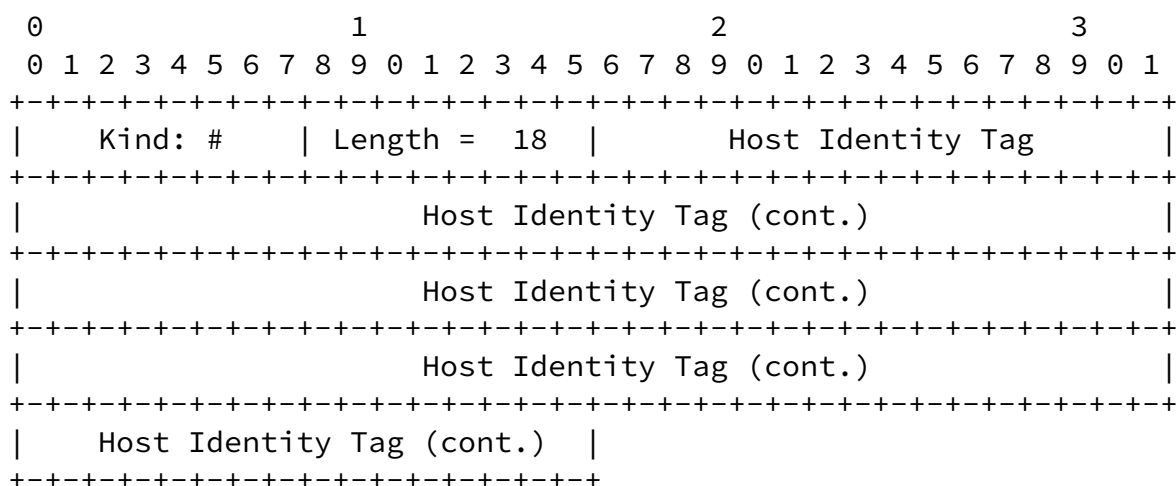 0                   1                   2                   3
 0 1 2 3 4 5 6 7 8 9 0 1 2 3 4 5 6 7 8 9 0 1 2 3 4 5 6 7 8 9 0 1
+-+-+-+-+-+-+-+-+-+-+-+-+-+-+-+-+-+-+-+-+-+-+-+-+-+-+-+-+-+-+-+-+
|    Kind: #    | Length =  18  |       Host Identity Tag       |
+-+-+-+-+-+-+-+-+-+-+-+-+-+-+-+-+-+-+-+-+-+-+-+-+-+-+-+-+-+-+-+-+
|                      Host Identity Tag (cont.)                |
+-+-+-+-+-+-+-+-+-+-+-+-+-+-+-+-+-+-+-+-+-+-+-+-+-+-+-+-+-+-+-+-+
|                      Host Identity Tag (cont.)                |
+-+-+-+-+-+-+-+-+-+-+-+-+-+-+-+-+-+-+-+-+-+-+-+-+-+-+-+-+-+-+-+-+
|                      Host Identity Tag (cont.)                |
+-+-+-+-+-+-+-+-+-+-+-+-+-+-+-+-+-+-+-+-+-+-+-+-+-+-+-+-+-+-+-+-+
|    Host Identity Tag (cont.)  |
+-+-+-+-+-+-+-+-+-+-+-+-+-+-+-+-+